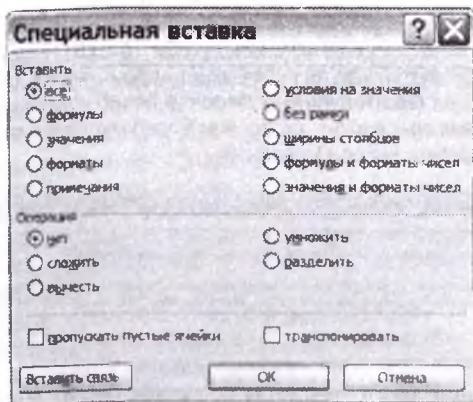 Специальная вставка
Вставить
все
условия на значения
формулы
без рамки
значения
ширины столбцов
форматы
формулы и форматы чисел
примечания
значения и форматы чисел
Операция
нет
умножить
сложить
разделить
вычесть
пропускать пустые ячейки
транспонировать
Вставить связь
ОК
Отмена